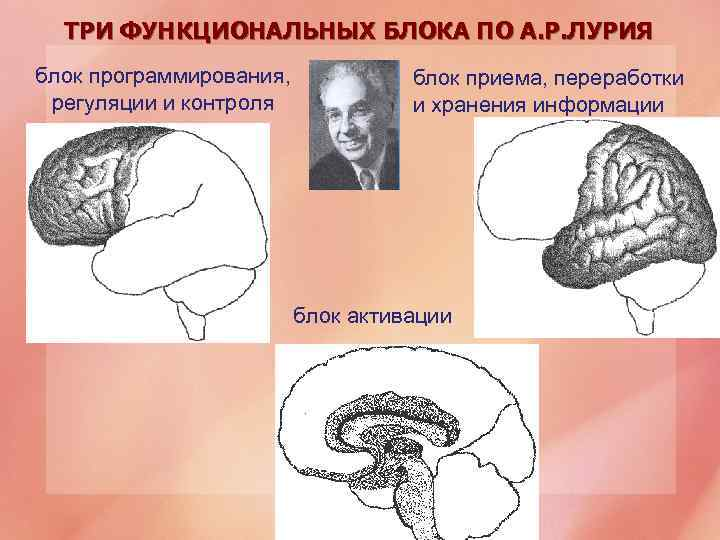 ТРИ ФУНКЦИОНАЛЬНЫХ БЛОКА ПО А.Р.ЛУРИЯ
блок программирования,
регуляции и контроля
блок приема, переработки
и хранения информации
блок активации